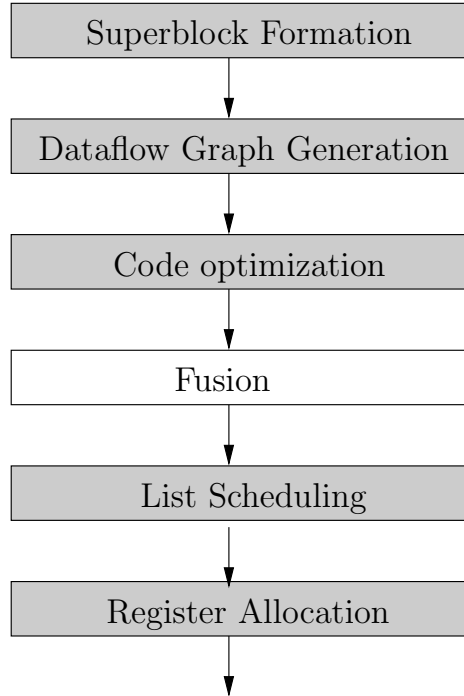 Superblock Formation
Dataflow Graph Generation
Code optimization
Fusion
List Scheduling
Register Allocation